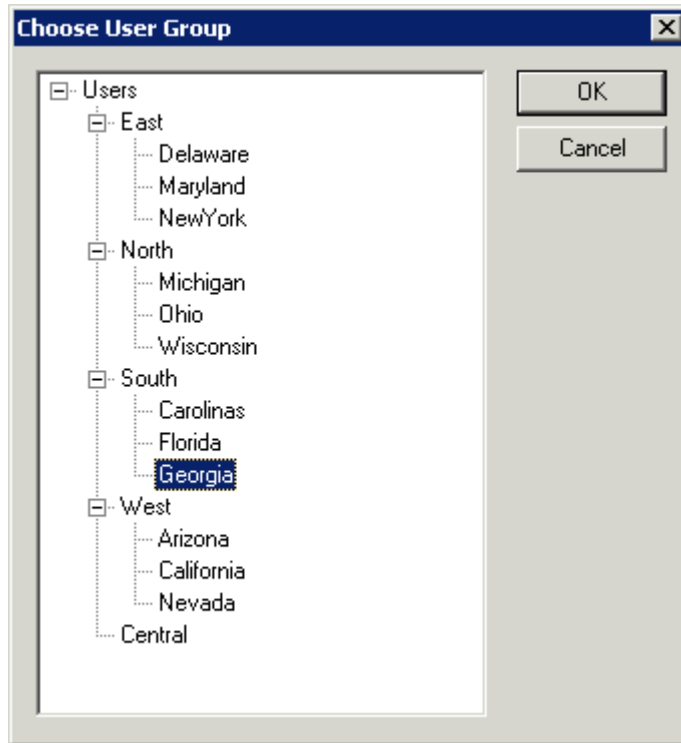 Choose User Group
Users
OK
East
Cancel
Delaware
Maryland
NewYork
North
Michigan
Ohio
Wisconsin
South
Carolinas
Florida
Georgia
West
Arizona
California
Nevada
Central